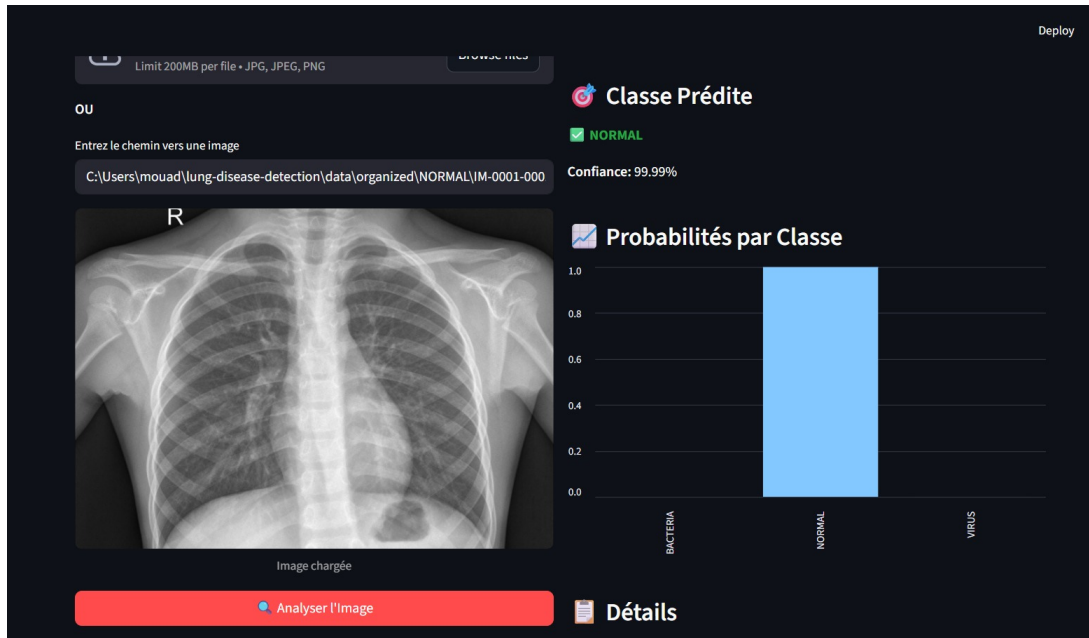 Deploy
Limit 200MB per file • JPG, JPEG, PNG
Browse files
OU
Entrez le chemin vers une image
C:\Users\mouad\lung-disease-detection\data\organized\NORMAL\IM-0001-000
R
Image chargée
Analyser l'Image
Classe Prédite
NORMAL
Confiance: 99.99%
Probabilités par Classe
1.0
0.8
0.6
0.4
0.2
0.0
BACTERIA
NORMAL
VIRUS
Détails